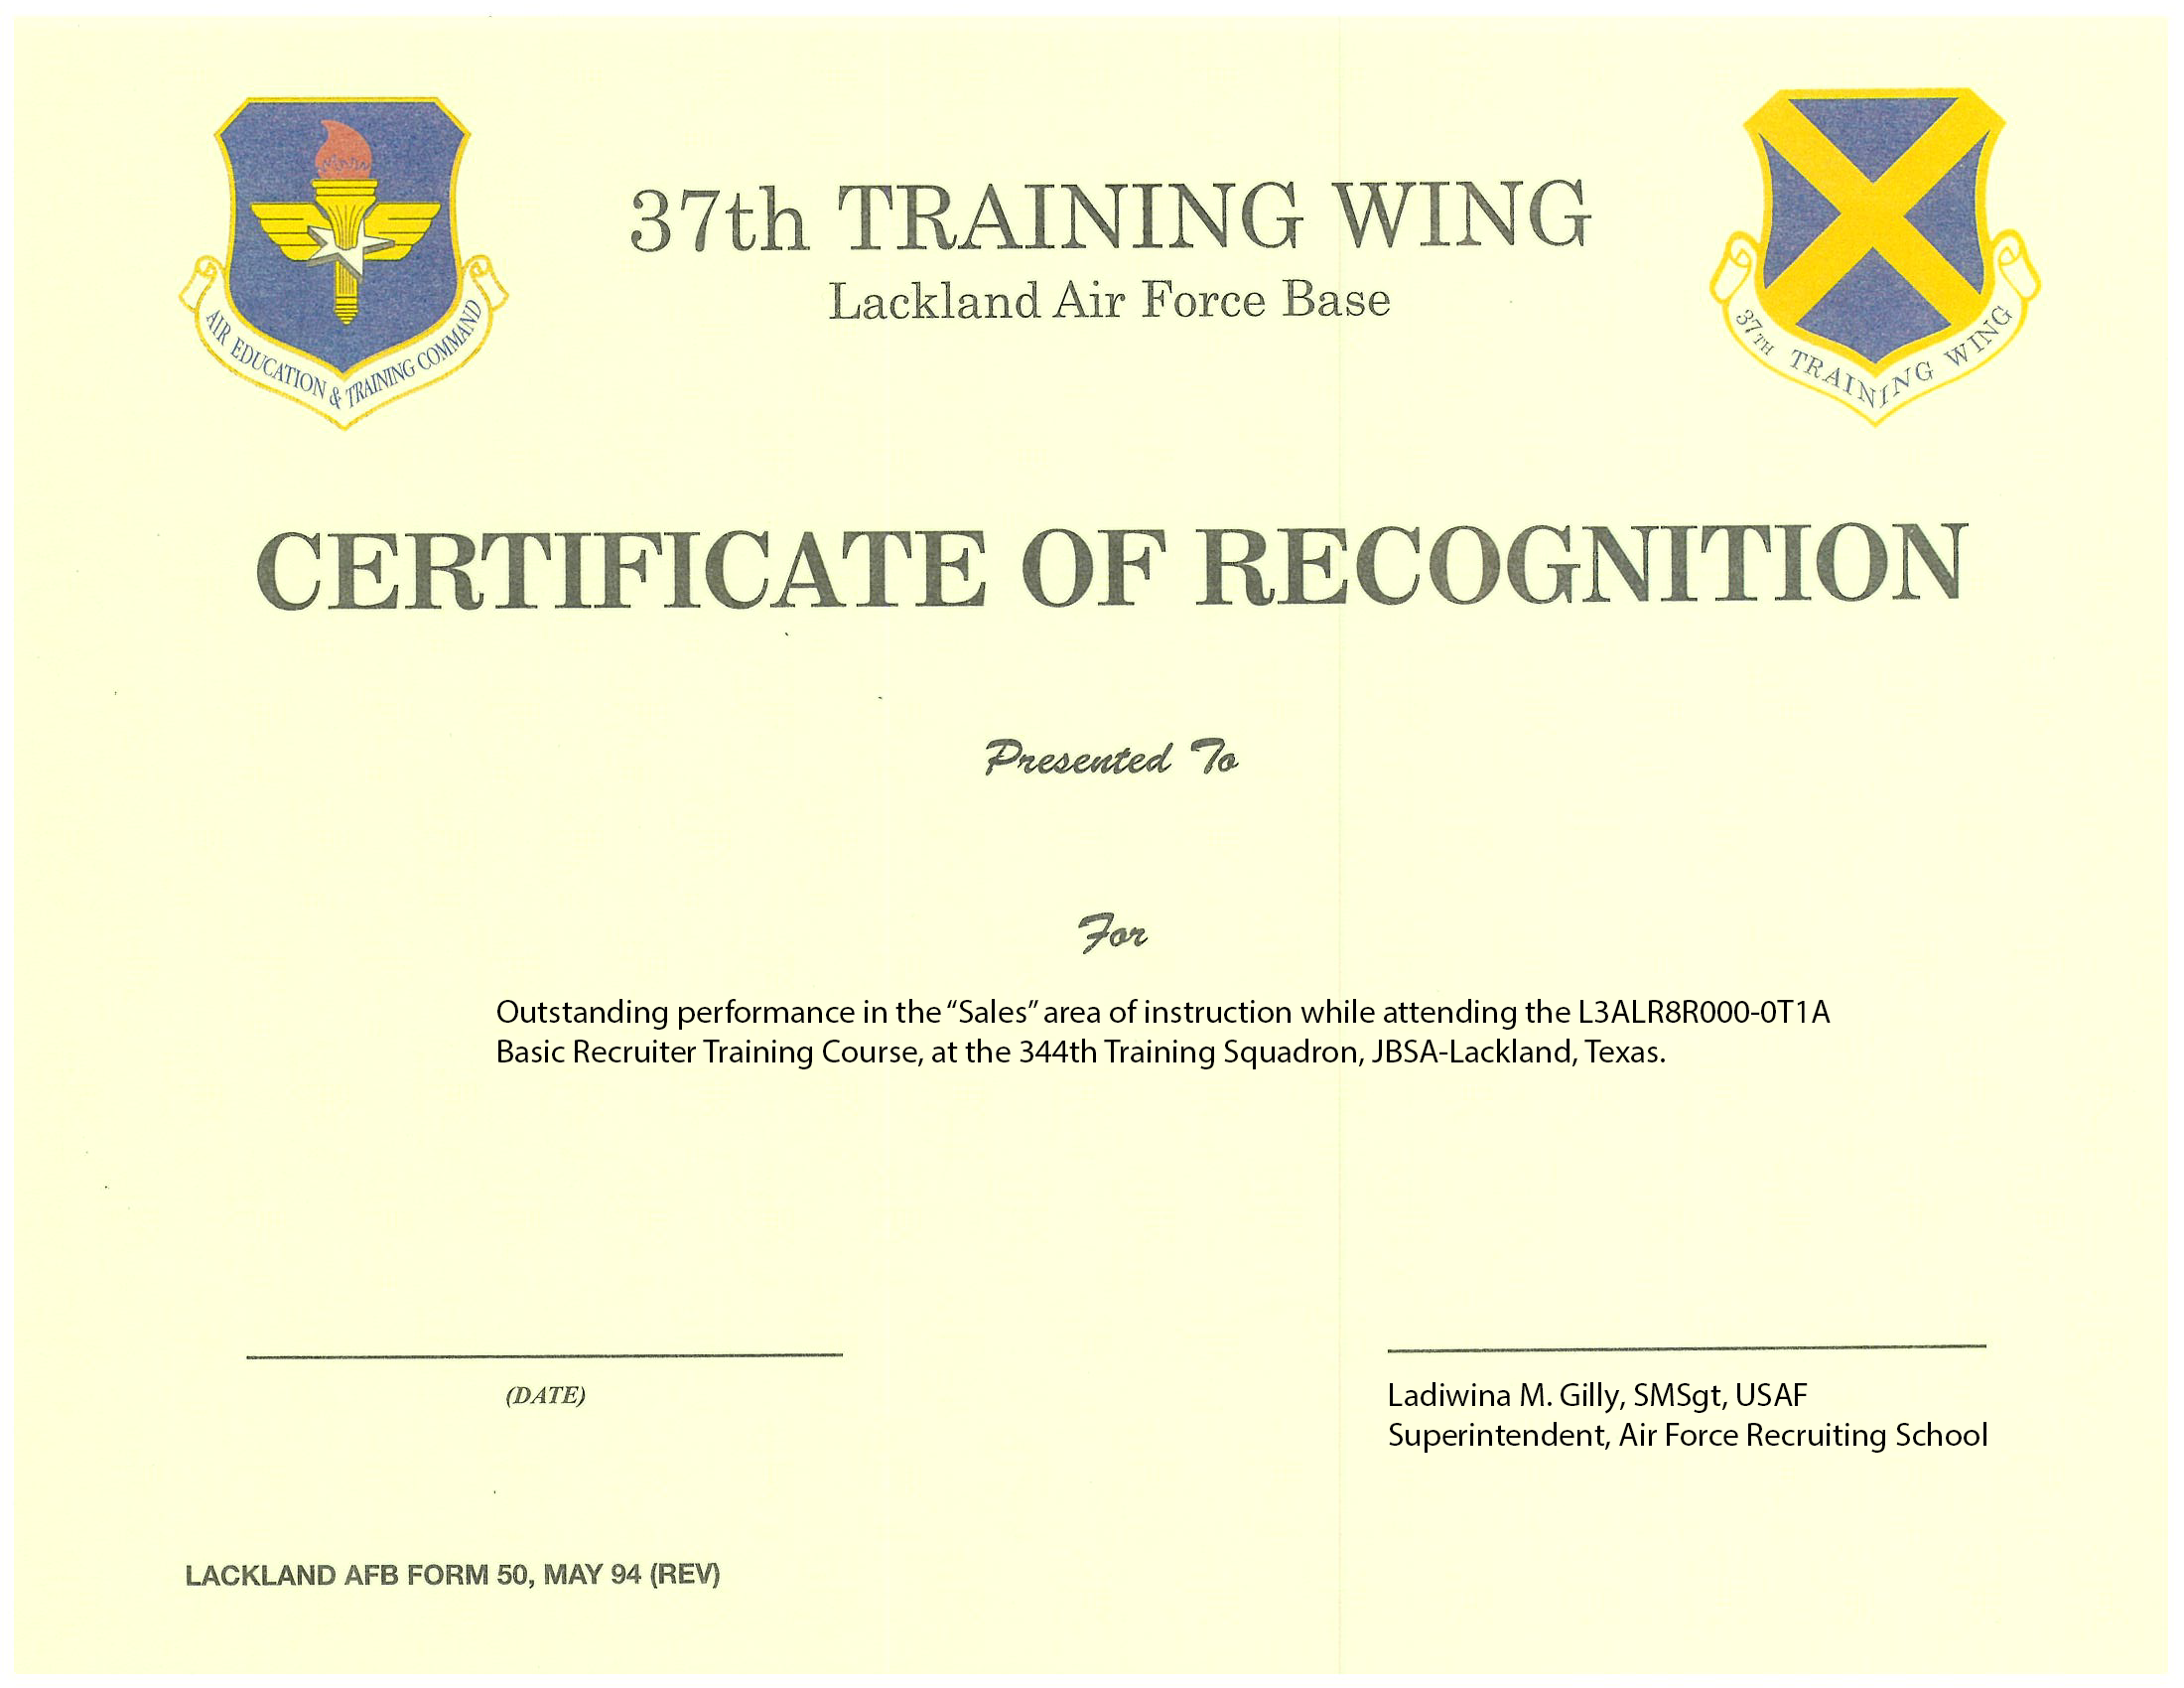 37th TRAINING WING
Lackland Air Force Base
AIR EDUCATION & TRAINING COMMAND
37TH TRAINING WING
CERTIFICATE OF RECOGNITION
Presented To
For
Outstanding performance in the “Sales” area of instruction while attending the L3ALR8R000-0T1A
Basic Recruiter Training Course, at the 344th Training Squadron, JBSA-Lackland, Texas.
(DATE)
Ladiwina M. Gilly, SMSgt, USAF
Superintendent, Air Force Recruiting School
LACKLAND AFB FORM 50, MAY 94 (REV)